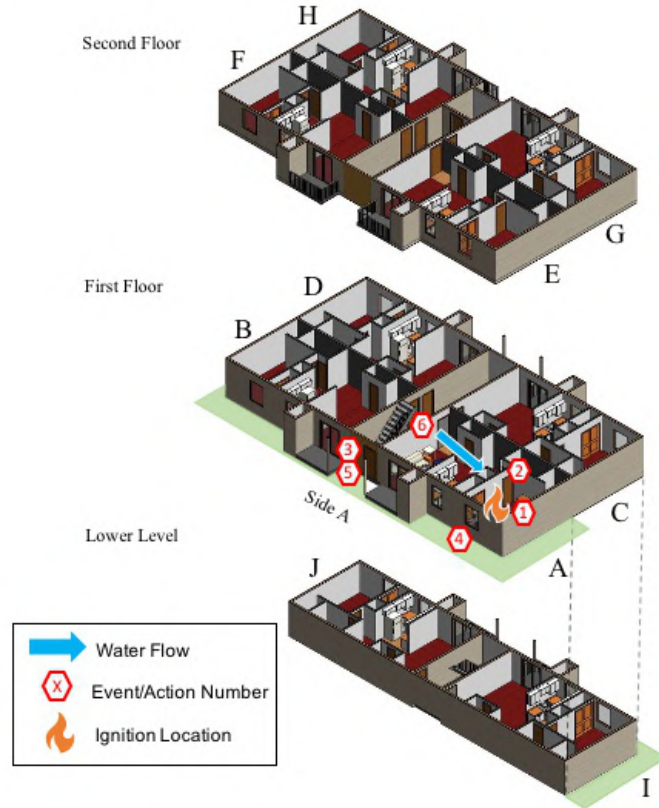 H
Second Floor
F
G
E
First Floor
D
B
6
3
2
5
1
Side A
4
C
Lower Level
A
J
Water Flow
X Event/Action Number
Ignition Location
I